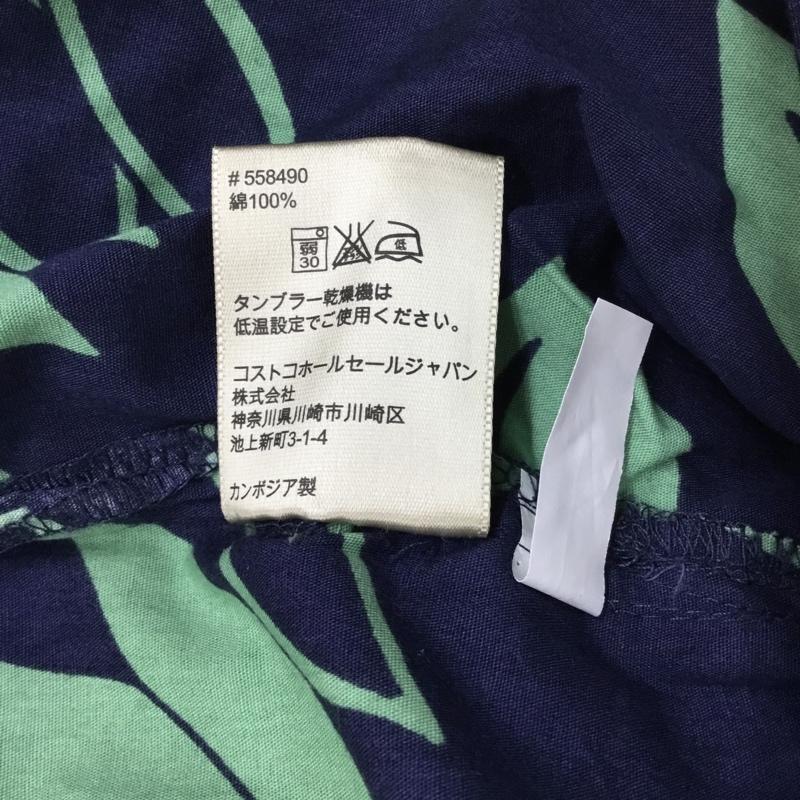 # 558490
綿100%
弱
30
低
タンブラー乾燥機は
低温設定でご使用ください。
コストコホールセールジャパン
株式会社
神奈川県川崎市川崎区
池上新町3-1-4
カンボジア製